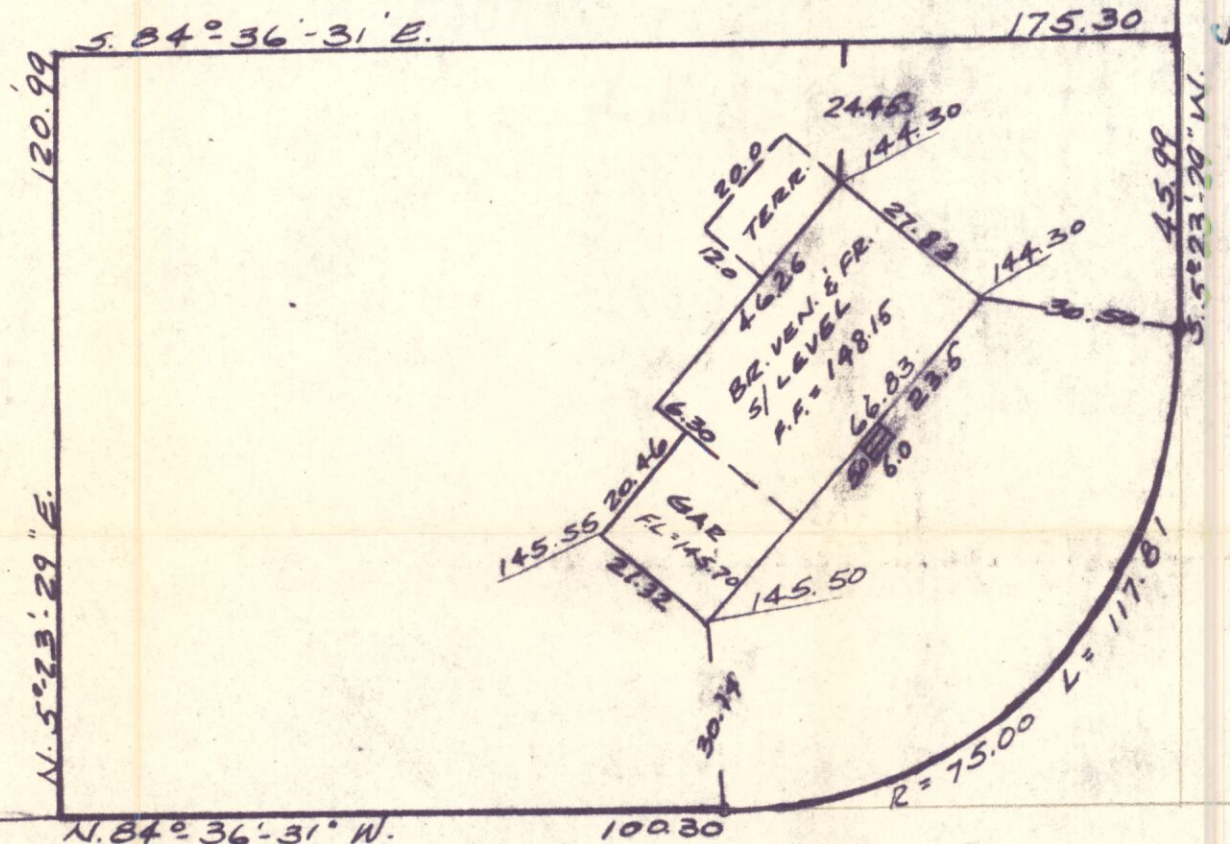 S. 84°-36'-31' E.
175.30
120.99
24.45
144.30
20.0
TERR.
12.0
45.99
S. 5°23'-29" W.
27.83
144.30
46.26
BR. VEN. & FR.
S/ LEVEL
F.F. = 148.15
30.50
66.83
23.5
6.30
6.0
20.46
GAR
FL = 145.70
145.55
21.32
145.50
N. 5°-23'-29" E.
L = 117.81
R = 75.00
N. 84°-36'-31° W.
100.30